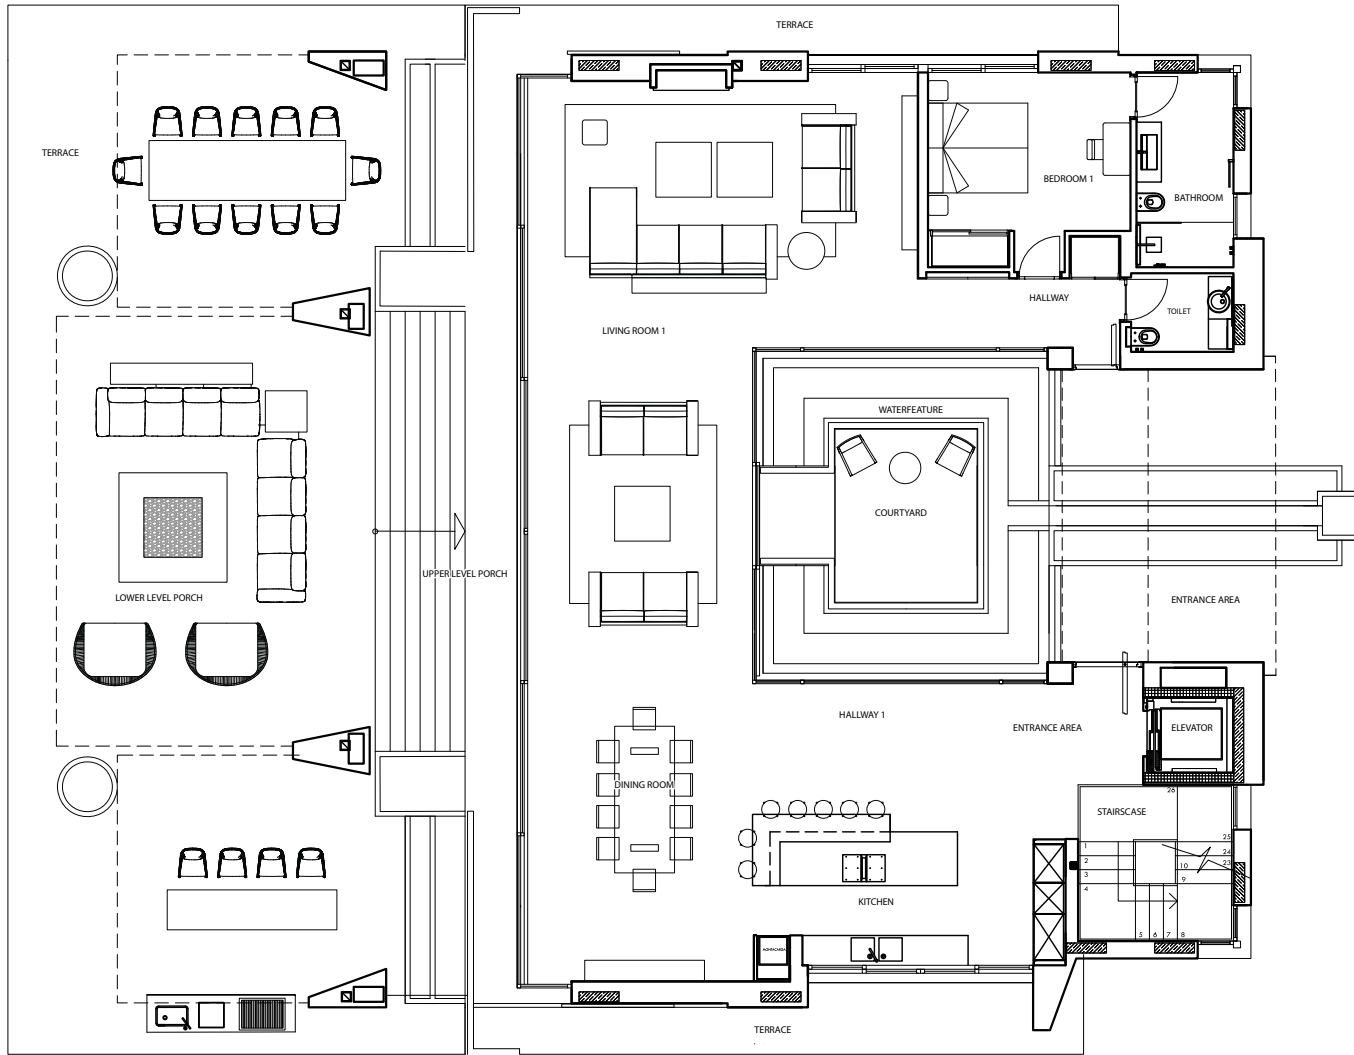 TERRACE
TERRACE
BEDROOM 1
BATHROOM
HALLWAY
TOILET
LIVING ROOM 1
WATERFEATURE
COURTYARD
UPPER LEVEL PORCH
LOWER LEVEL PORCH
ENTRANCE AREA
HALLWAY 1
ENTRANCE AREA
ELEVATOR
DINING ROOM
26
STAIRSCASE
25
1
24
2
10
23
3
9
4
KITCHEN
5
6
7
8
MONTACARGA
TERRACE